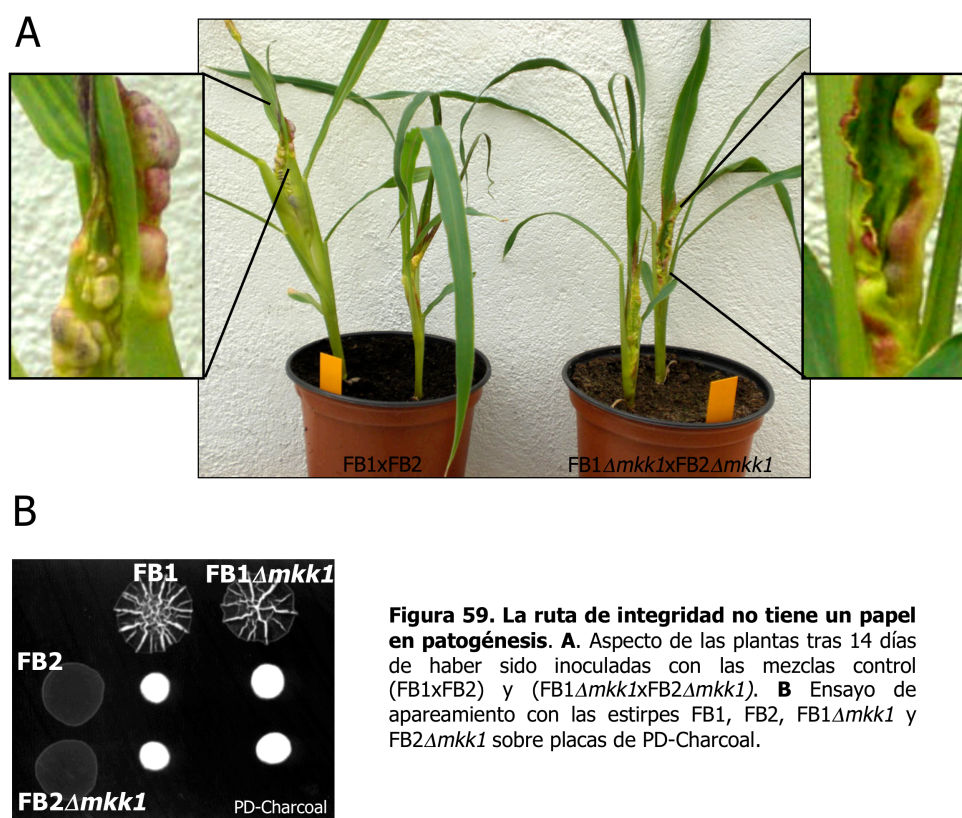 A
FB1xFB2
FB1Δmkk1xFB2Δmkk1
B
FB1
FB1Δmkk1
FB2
FB2Δmkk1
PD-Charcoal
Figura 59. La ruta de integridad no tiene un papel
en patogénesis. A. Aspecto de las plantas tras 14 días
de haber sido inoculadas con las mezclas control
(FB1xFB2) y (FB1Δmkk1xFB2Δmkk1). B Ensayo de
apareamiento con las estirpes FB1, FB2, FB1Δmkk1 y
FB2Δmkk1 sobre placas de PD-Charcoal.